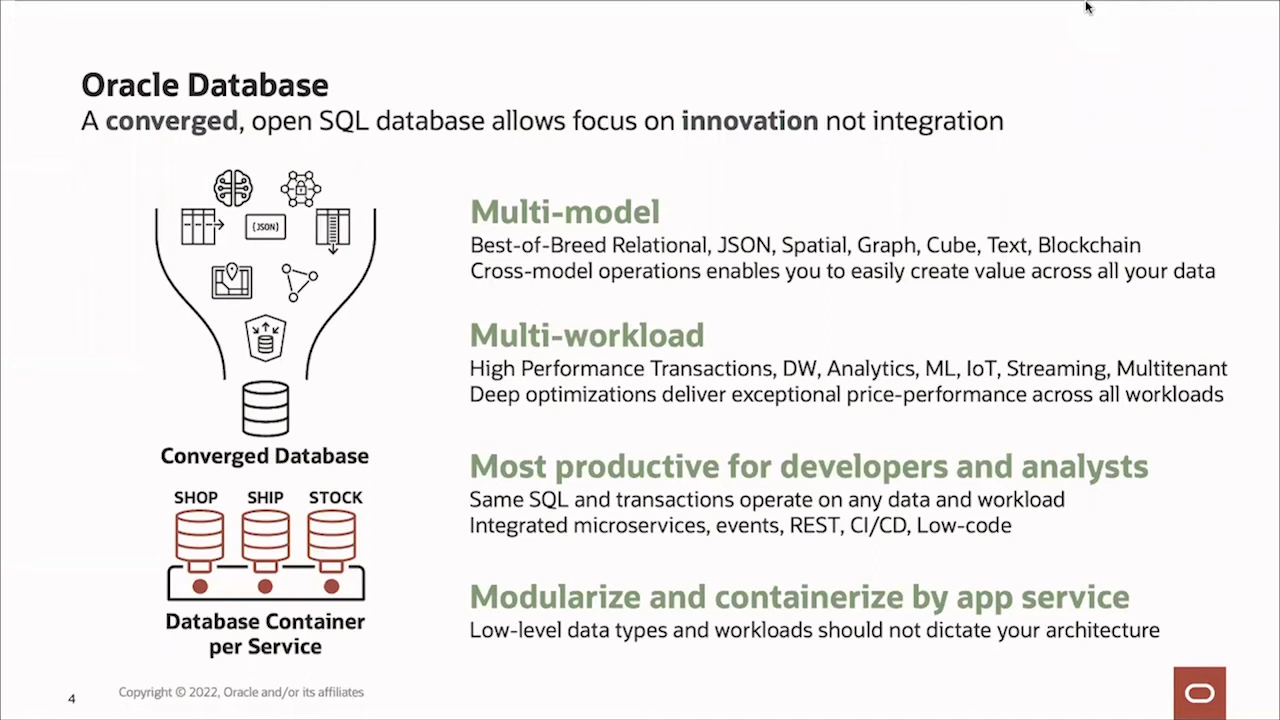 Oracle Database
A converged, open SQL database allows focus on innovation not integration
{JSON}
Converged Database
SHOP SHIP STOCK
Database Container
per Service
Multi-model
Best-of-Breed Relational, JSON, Spatial, Graph, Cube, Text, Blockchain
Cross-model operations enables you to easily create value across all your data
Multi-workload
High Performance Transactions, DW, Analytics, ML, IoT, Streaming, Multitenant
Deep optimizations deliver exceptional price-performance across all workloads
Most productive for developers and analysts
Same SQL and transactions operate on any data and workload
Integrated microservices, events, REST, CI/CD, Low-code
Modularize and containerize by app service
Low-level data types and workloads should not dictate your architecture
4
Copyright © 2022, Oracle and/or its affiliates